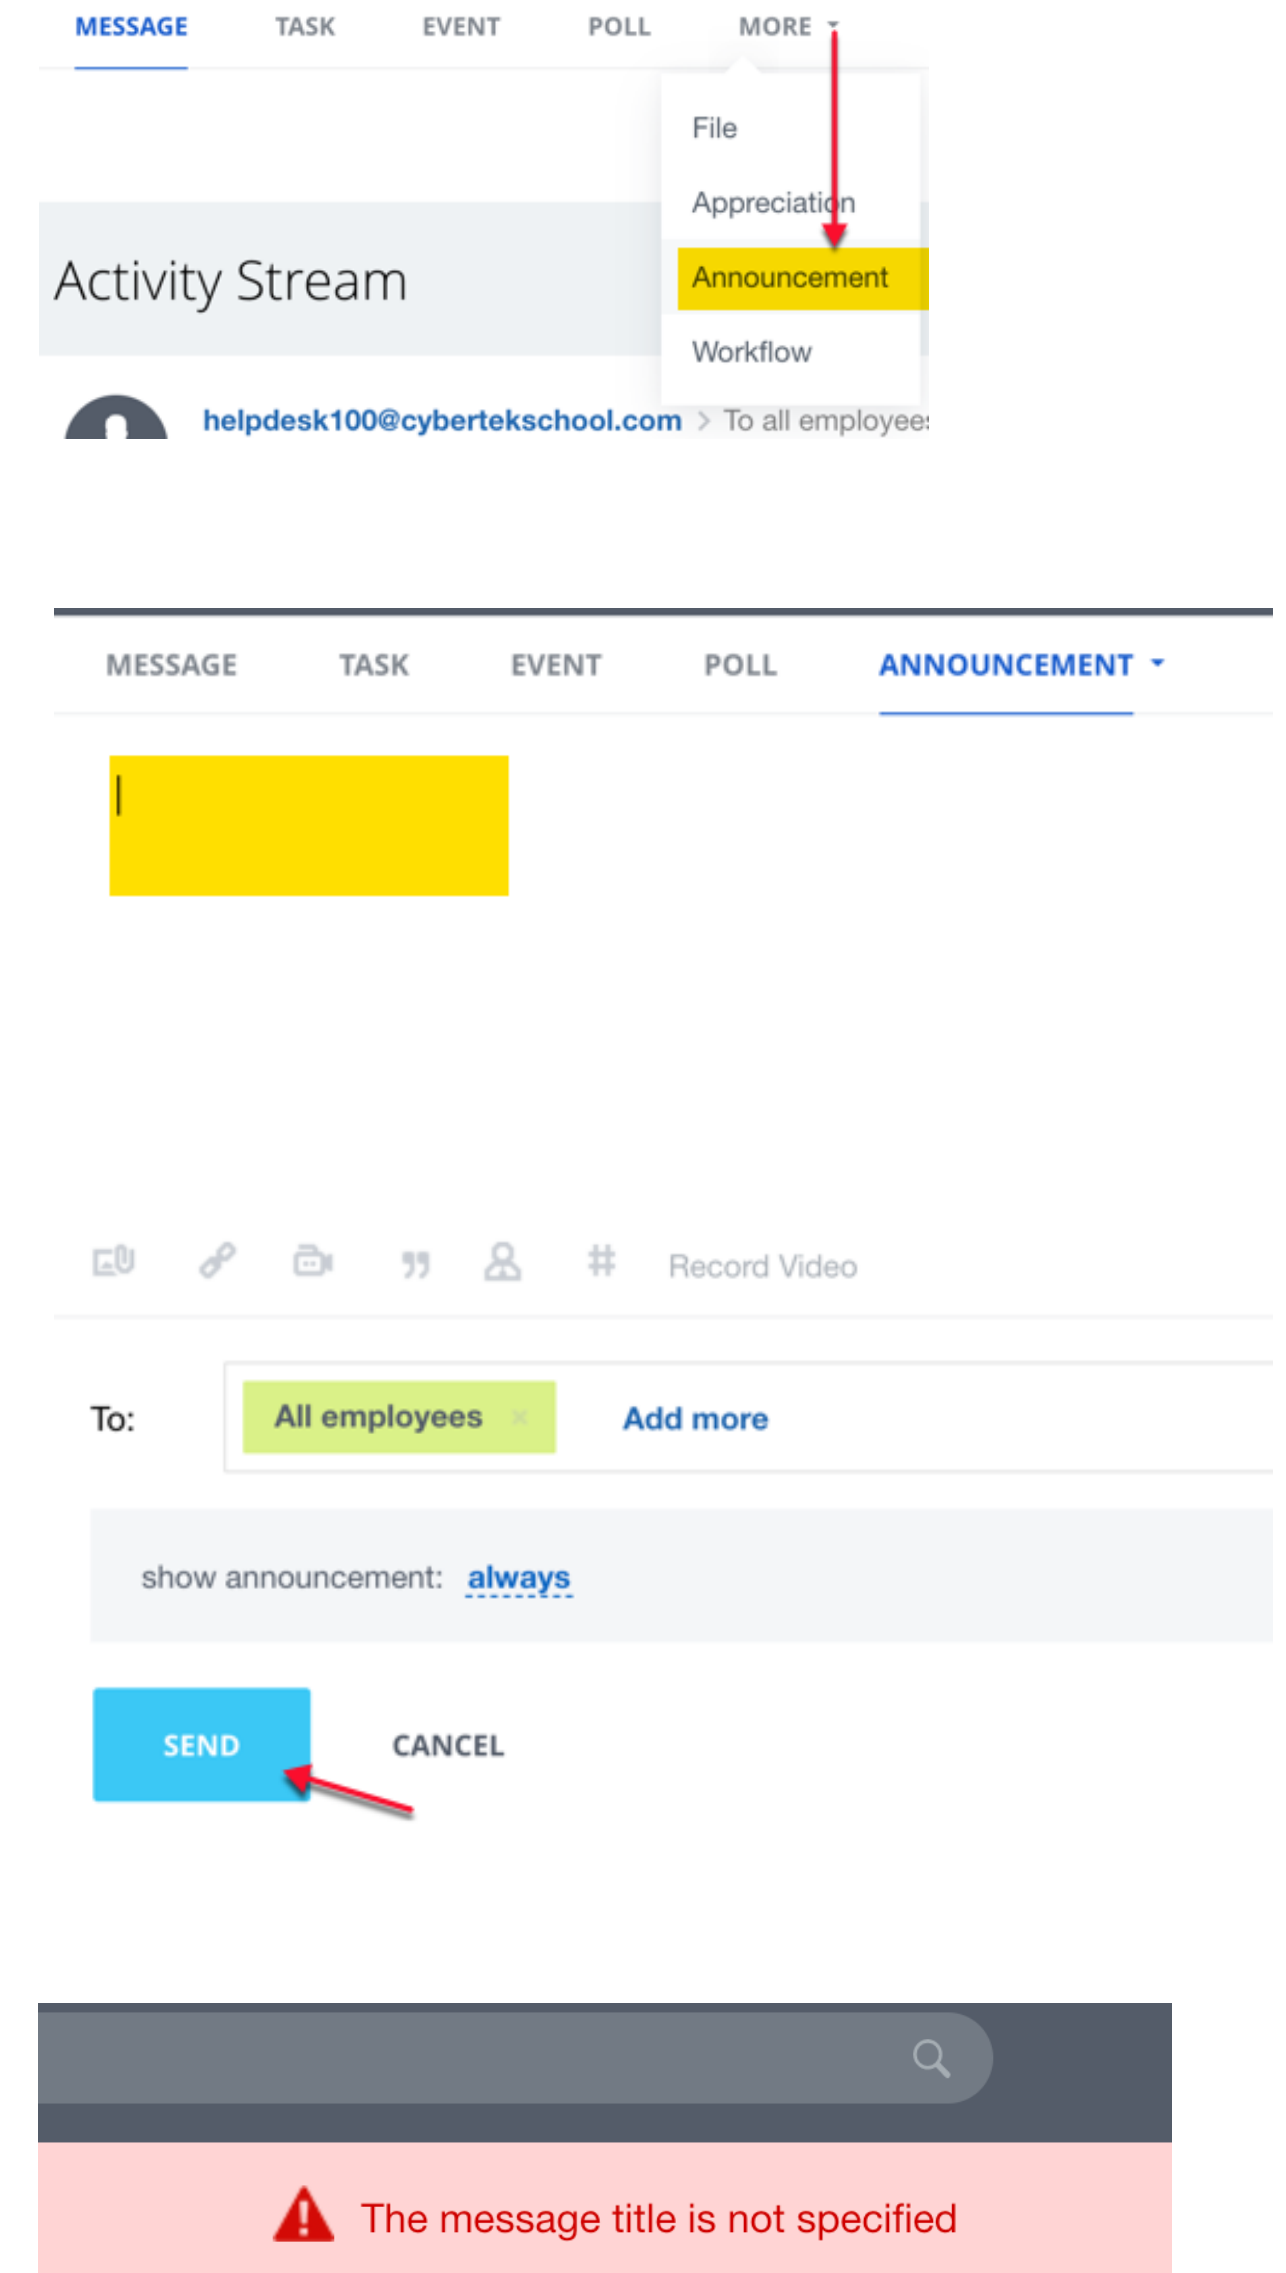 MESSAGE TASK EVENT POLL MORE
File
Appreciation
Activity Stream
Announcement
Workflow
helpdesk100@cybertekschool.com > To all employees
MESSAGE TASK EVENT POLL ANNOUNCEMENT
# Record Video
To: All employees × Add more
show announcement: always
SEND CANCEL
The message title is not specified